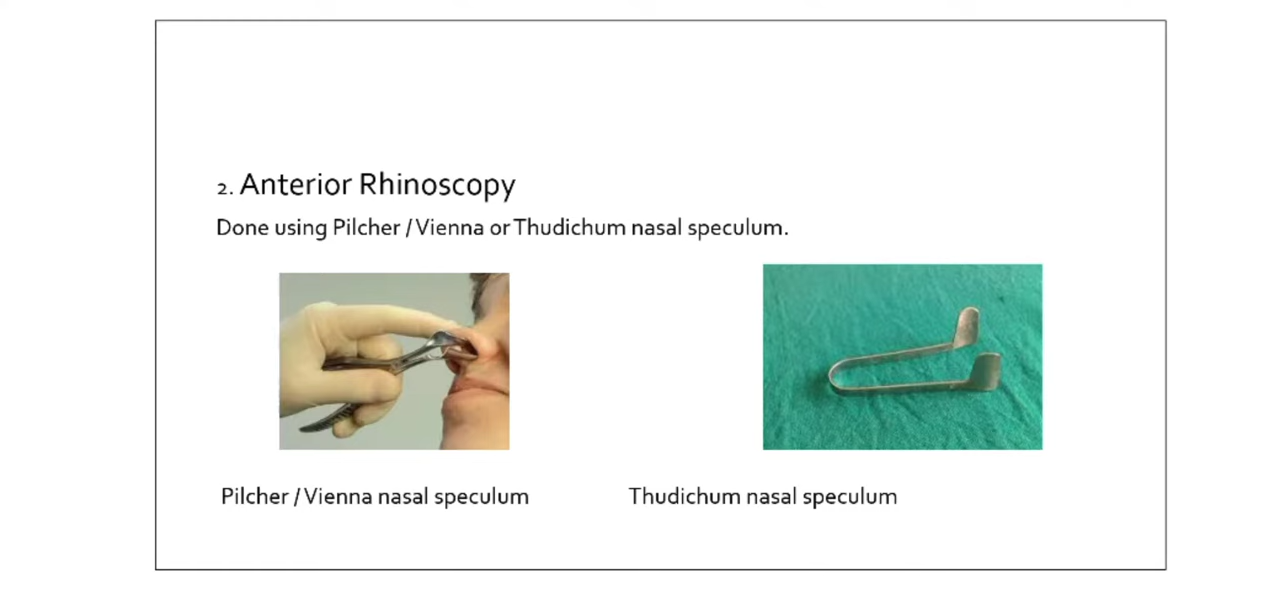 2. Anterior Rhinoscopy
Done using Pilcher / Vienna or Thudichum nasal speculum.
Pilcher / Vienna nasal speculum
Thudichum nasal speculum